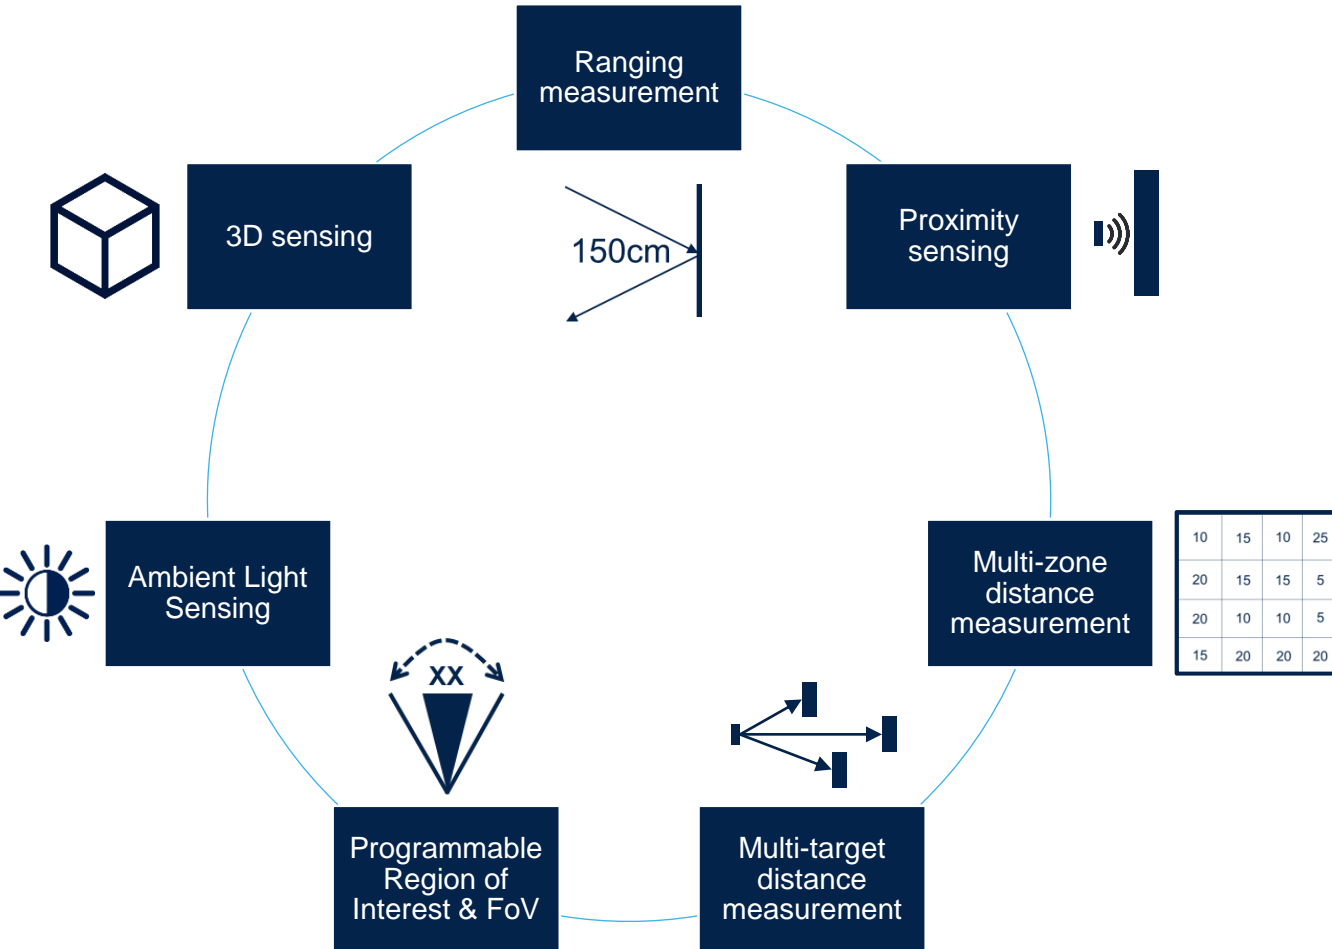 Ranging
measurement
3D sensing
150cm
Proximity
sensing
Ambient Light
Sensing
Multi-zone
distance
measurement
10 15 10 25
20 15 15 5
20 10 10 5
15 20 20 20
XX
Programmable
Region of
Interest & FoV
Multi-target
distance
measurement